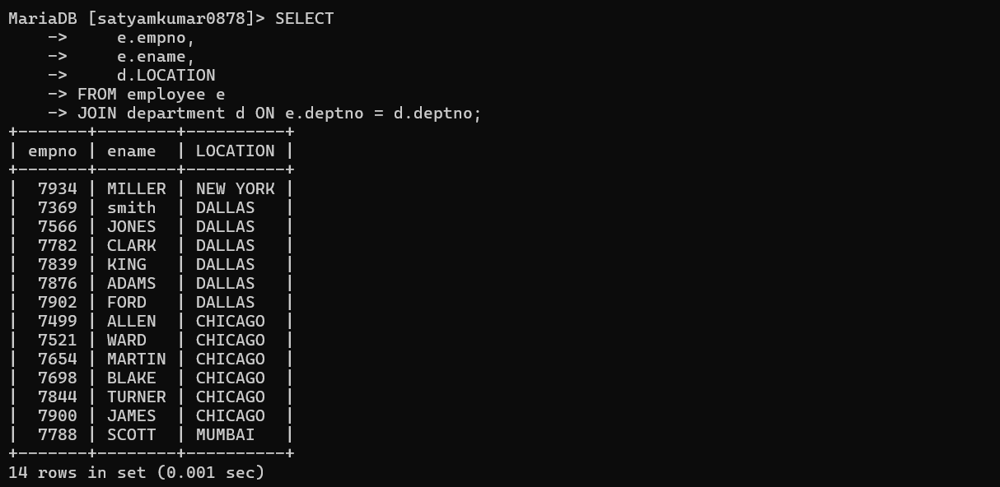 MariaDB [satyamkumar0878]> SELECT
    ->     e.empno,
    ->     e.ename,
    ->     d.LOCATION
    -> FROM employee e
    -> JOIN department d ON e.deptno = d.deptno;
+-------+--------+----------+
| empno | ename  | LOCATION |
+-------+--------+----------+
|  7934 | MILLER | NEW YORK |
|  7369 | smith  | DALLAS   |
|  7566 | JONES  | DALLAS   |
|  7782 | CLARK  | DALLAS   |
|  7839 | KING   | DALLAS   |
|  7876 | ADAMS  | DALLAS   |
|  7902 | FORD   | DALLAS   |
|  7499 | ALLEN  | CHICAGO  |
|  7521 | WARD   | CHICAGO  |
|  7654 | MARTIN | CHICAGO  |
|  7698 | BLAKE  | CHICAGO  |
|  7844 | TURNER | CHICAGO  |
|  7900 | JAMES  | CHICAGO  |
|  7788 | SCOTT  | MUMBAI   |
+-------+--------+----------+
14 rows in set (0.001 sec)